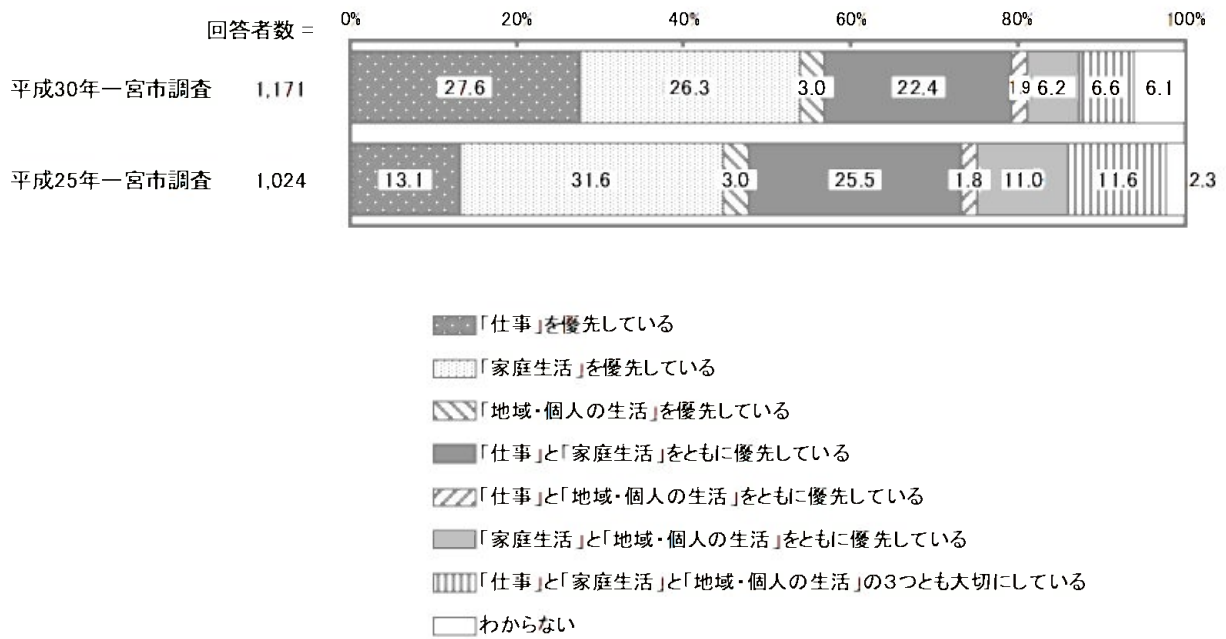 0% 20% 40% 60% 80% 100%
回答者数 =
平成30年一宮市調査 1,171 27.6 26.3 3.0 22.4 1.9 6.2 6.6 6.1
平成25年一宮市調査 1,024 13.1 31.6 3.0 25.5 1.8 11.0 11.6 2.3
「仕事」を優先している
「家庭生活」を優先している
「地域・個人の生活」を優先している
「仕事」と「家庭生活」をともに優先している
「仕事」と「地域・個人の生活」をともに優先している
「家庭生活」と「地域・個人の生活」をともに優先している
「仕事」と「家庭生活」と「地域・個人の生活」の3つとも大切にしている
わからない